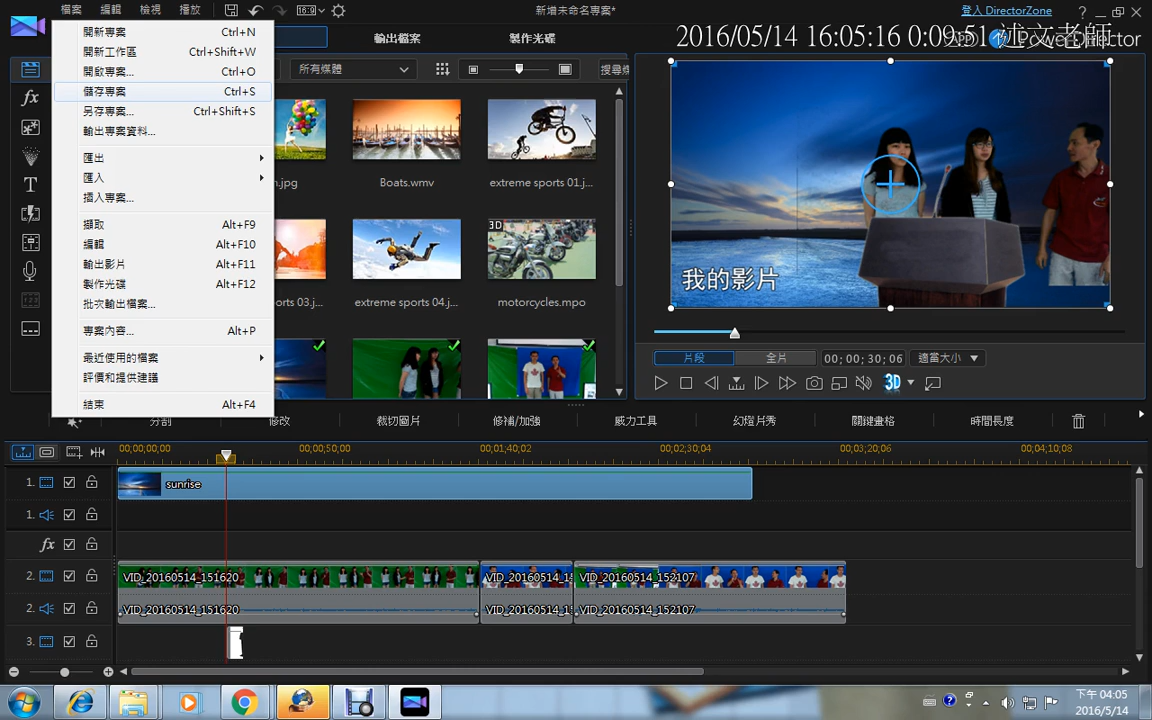 檔案 編輯 檢視 播放
16:9
新增未命名專案*
登入 DirectorZone
開新專案 Ctrl+N
開新工作區 Ctrl+Shift+W
開啟專案... Ctrl+O
儲存專案 Ctrl+S
另存專案... Ctrl+Shift+S
輸出專案資料...
匯出
匯入
插入專案...
擷取 Alt+F9
編輯 Alt+F10
輸出影片 Alt+F11
製作光碟 Alt+F12
批次輸出檔案...
專案內容... Alt+P
最近使用的檔案
評價和提供建議
結束 Alt+F4
輸出檔案 製作光碟
2016/05/14 16:05:16 0:09:51 述文老師
PowerDirector
所有媒體
搜尋媒
n.jpg Boats.wmv extreme sports 01.j...
3D
orts 03.j... extreme sports 04.j... motorcycles.mpo
我的影片
片段 全片 00; 00; 30; 06 適當大小
3D
分割 修改 裁切圖片 修補/加強 威力工具 幻燈片秀 關鍵畫格 時間長度
00;00;00;00 00;00;50;00 00;01;40;02 00;02;30;04 00;03;20;06 00;04;10;08
1. sunrise
1.
fx
2. VID_20160514_151620 VID_20160514_15 VID_20160514_152107
2. VID_20160514_151620 VID_20160514_15 VID_20160514_152107
3.
下午 04:05
2016/5/14